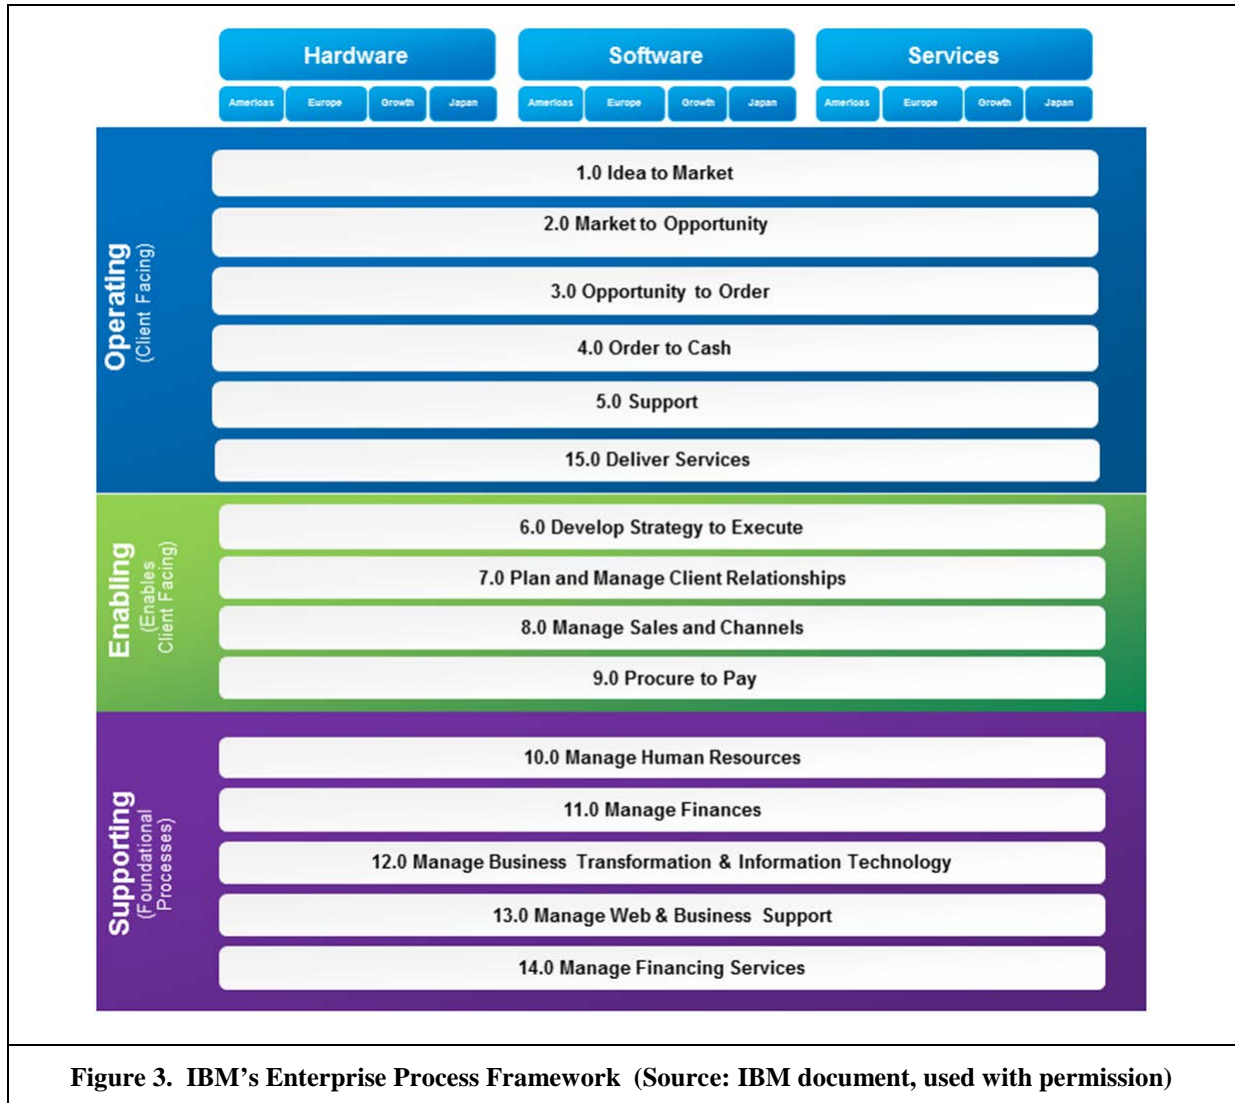 Hardware
Software
Services
Americas Europe Growth Japan
Americas Europe Growth Japan
Americas Europe Growth Japan
Operating
(Client Facing)
1.0 Idea to Market
2.0 Market to Opportunity
3.0 Opportunity to Order
4.0 Order to Cash
5.0 Support
15.0 Deliver Services
Enabling
(Enables
Client Facing)
6.0 Develop Strategy to Execute
7.0 Plan and Manage Client Relationships
8.0 Manage Sales and Channels
9.0 Procure to Pay
Supporting
(Foundational
Processes)
10.0 Manage Human Resources
11.0 Manage Finances
12.0 Manage Business Transformation & Information Technology
13.0 Manage Web & Business Support
14.0 Manage Financing Services
Figure 3. IBM's Enterprise Process Framework (Source: IBM document, used with permission)